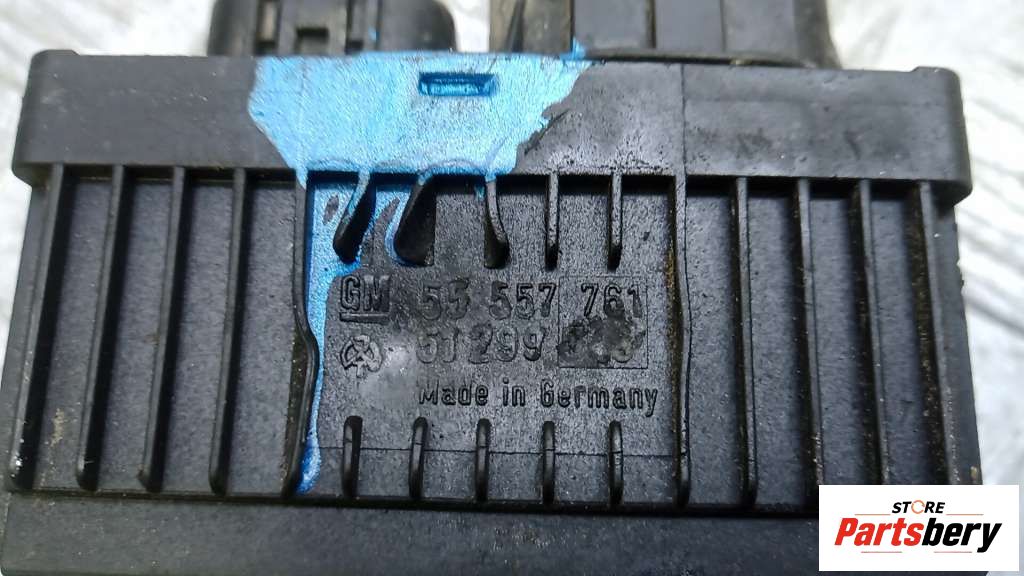 GM 55 557 761
51299
Made in Germany
STORE
Partsbery